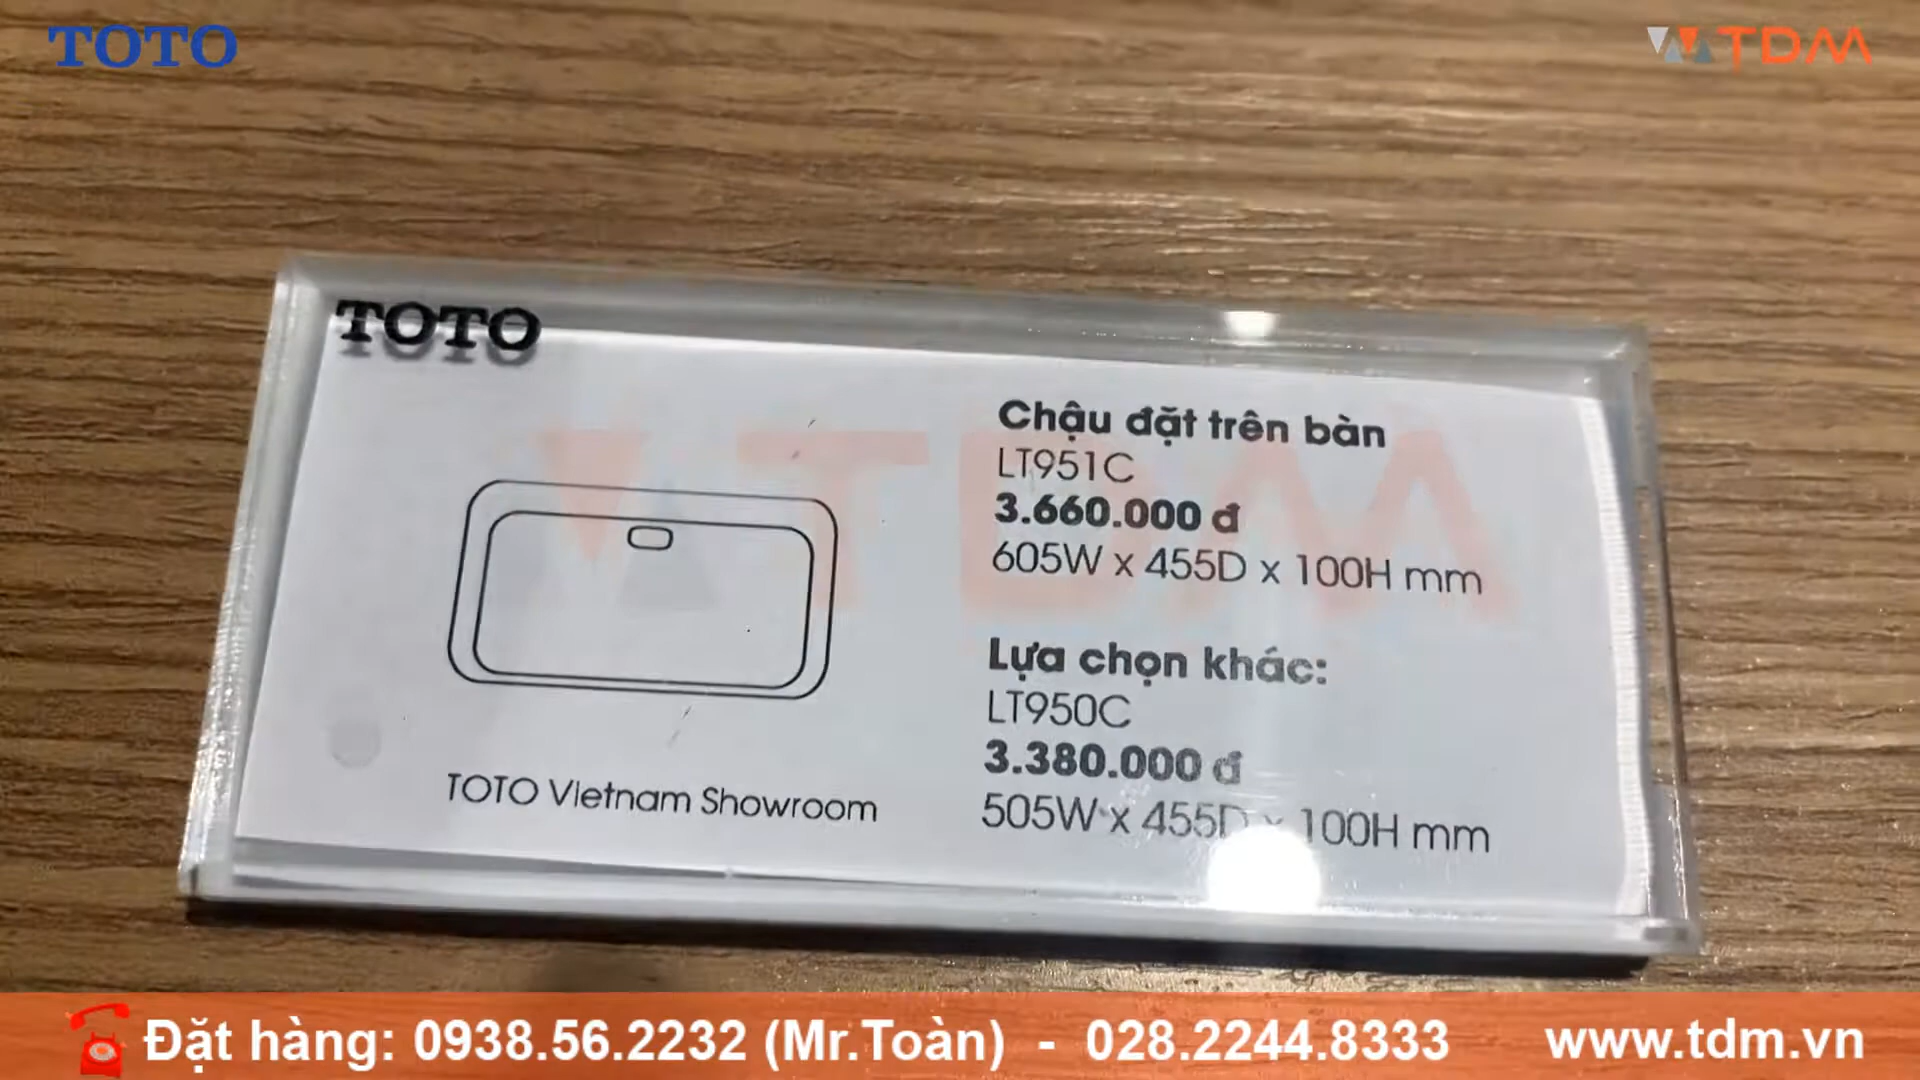 TOTO
TDM
TOTO
Chậu đặt trên bàn
LT951C
3.660.000 đ
605W x 455D x 100H mm
Lựa chọn khác:
LT950C
3.380.000 đ
505W x 455D x 100H mm
TOTO Vietnam Showroom
TDM
Đặt hàng: 0938.56.2232 (Mr.Toàn) - 028.2244.8333
www.tdm.vn